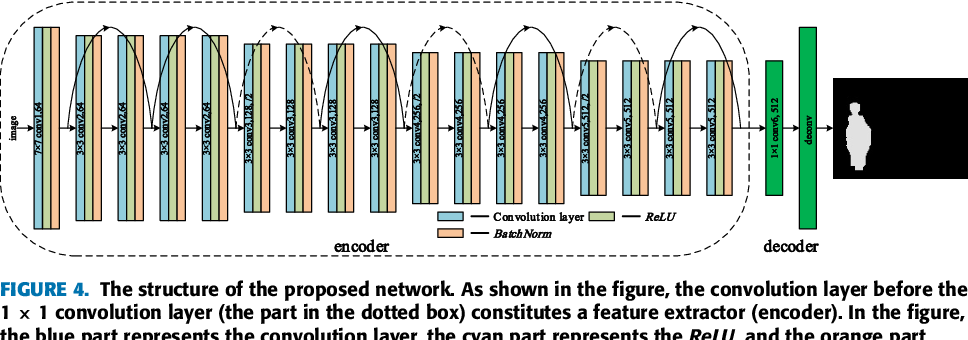 image
7×7 conv1,64
3×3 conv2,64
3×3 conv2,64
3×3 conv2,64
3×3 conv2,64
3×3 conv3,128, /2
3×3 conv3,128
3×3 conv3,128
3×3 conv3,128
3×3 conv4,256, /2
3×3 conv4,256
3×3 conv4,256
3×3 conv4,256
3×3 conv5,512, /2
3×3 conv5, 512
3×3 conv5, 512
3×3 conv5, 512
1×1 conv6, 512
deconv
Convolution layer
ReLU
BatchNorm
encoder
decoder
FIGURE 4. The structure of the proposed network. As shown in the figure, the convolution layer before the
1 × 1 convolution layer (the part in the dotted box) constitutes a feature extractor (encoder). In the figure,
the blue part represents the convolution layer, the cyan part represents the ReLU, and the orange part